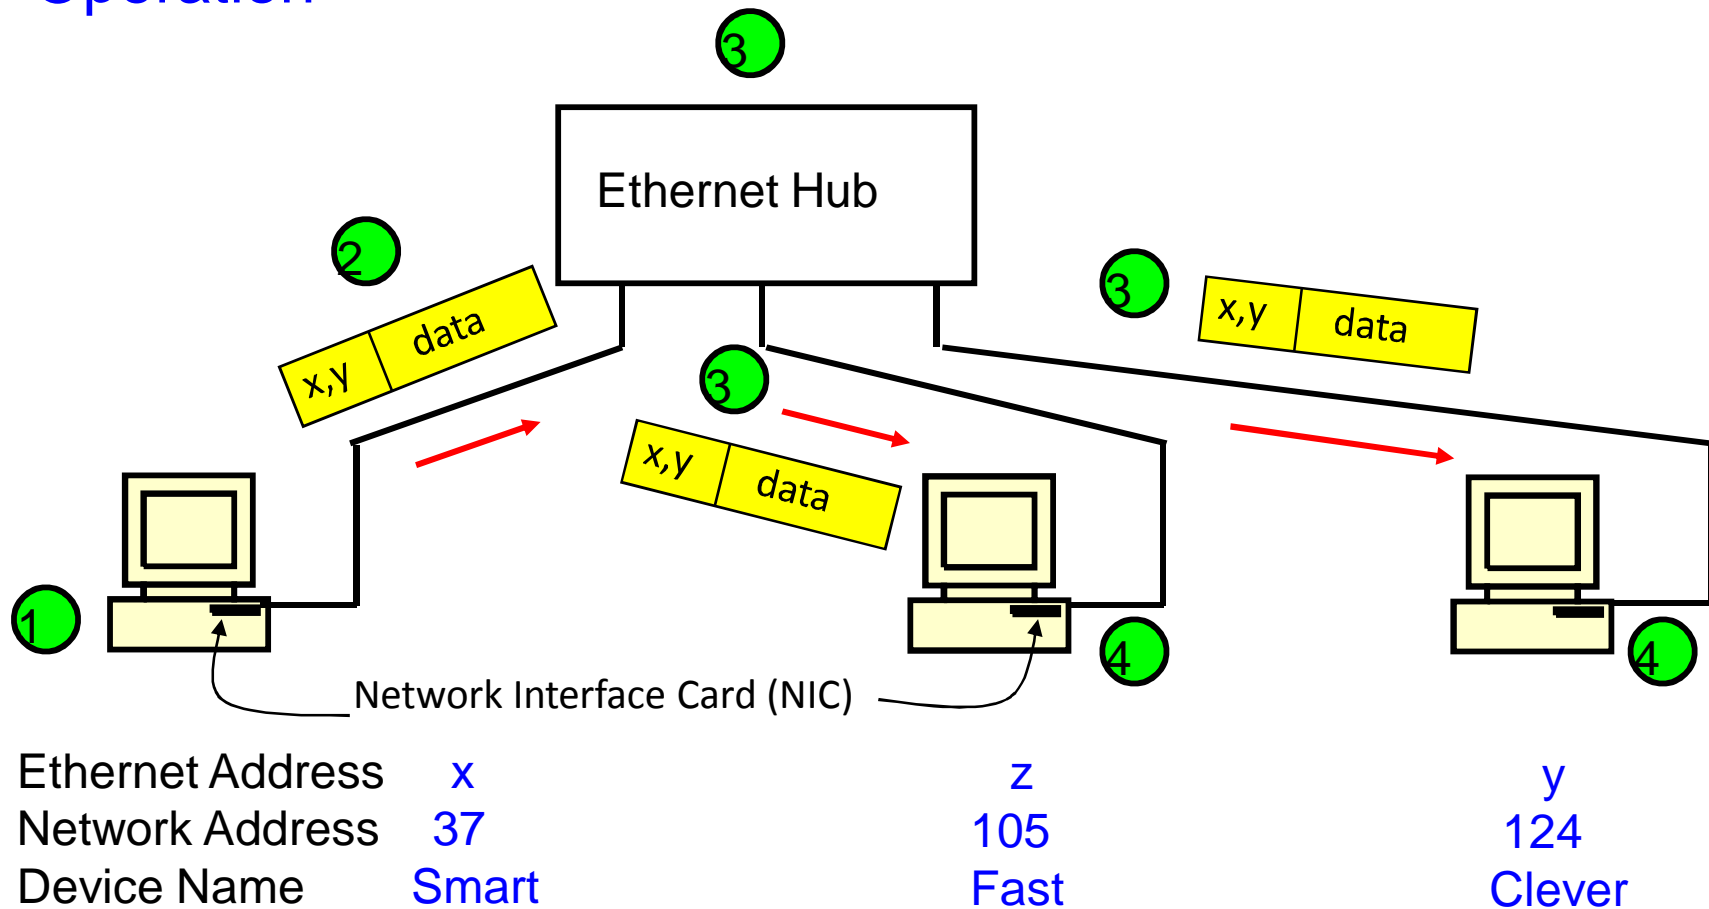 Operation
3
Ethernet Hub
2
x,y data
3
x,y data
3
x,y data
1
4
4
Network Interface Card (NIC)
Ethernet Address x z y
Network Address 37 105 124
Device Name Smart Fast Clever